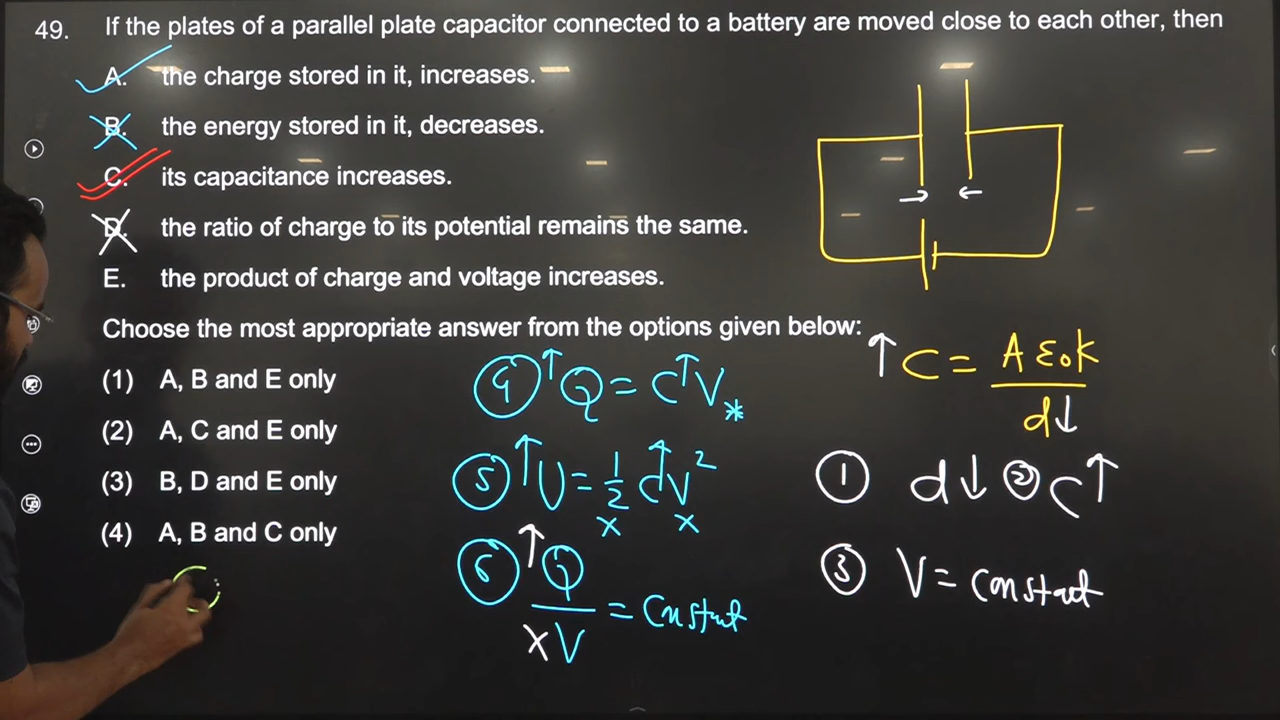 49. If the plates of a parallel plate capacitor connected to a battery are moved close to each other, then
A. the charge stored in it, increases.
B. the energy stored in it, decreases.
C. its capacitance increases.
D. the ratio of charge to its potential remains the same.
E. the product of charge and voltage increases.
Choose the most appropriate answer from the options given below:
(1) A, B and E only
(2) A, C and E only
(3) B, D and E only
(4) A, B and C only
↑ C = A ε₀ K / d↓
① d↓ ② C↑
③ V = constant
④ ↑Q = C↑V*
⑤ ↑U = 1/2 C↑V²
x x
⑥ ↑Q / xV = Constant